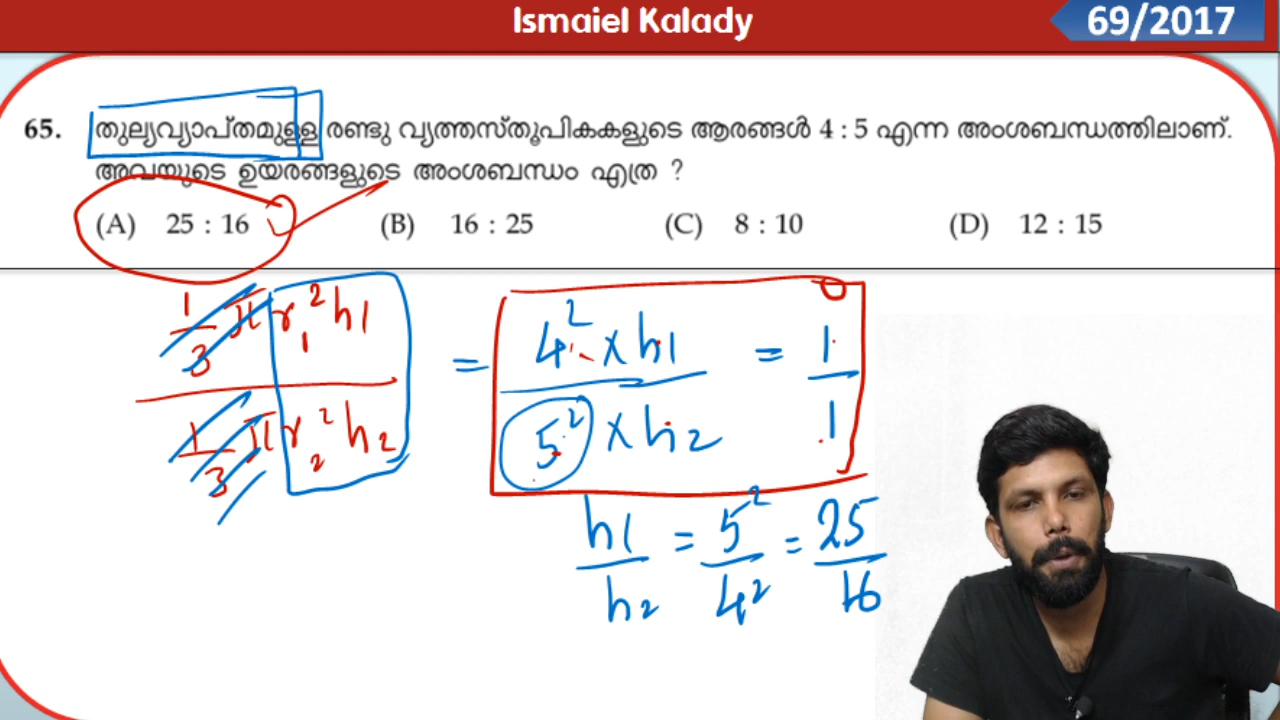 Ismaiel Kalady
69/2017
65. തുല്യവ്യാപ്തമുള്ള രണ്ടു വൃത്തസ്തൂപികകളുടെ ആരങ്ങൾ 4 : 5 എന്ന അംശബന്ധത്തിലാണ്.
അവയുടെ ഉയരങ്ങളുടെ അംശബന്ധം എത്ര ?
(A) 25 : 16 (B) 16 : 25 (C) 8 : 10 (D) 12 : 15
1/3 π r₁² h1 / 1/3 π r₂² h2 = 4² × h1 / 5² × h2 = 1/1
h1/h2 = 5²/4² = 25/16